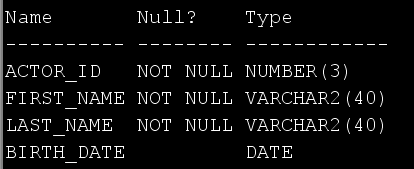 Name       Null?    Type
---------- -------- ------------
ACTOR_ID   NOT NULL NUMBER(3)
FIRST_NAME NOT NULL VARCHAR2(40)
LAST_NAME  NOT NULL VARCHAR2(40)
BIRTH_DATE          DATE